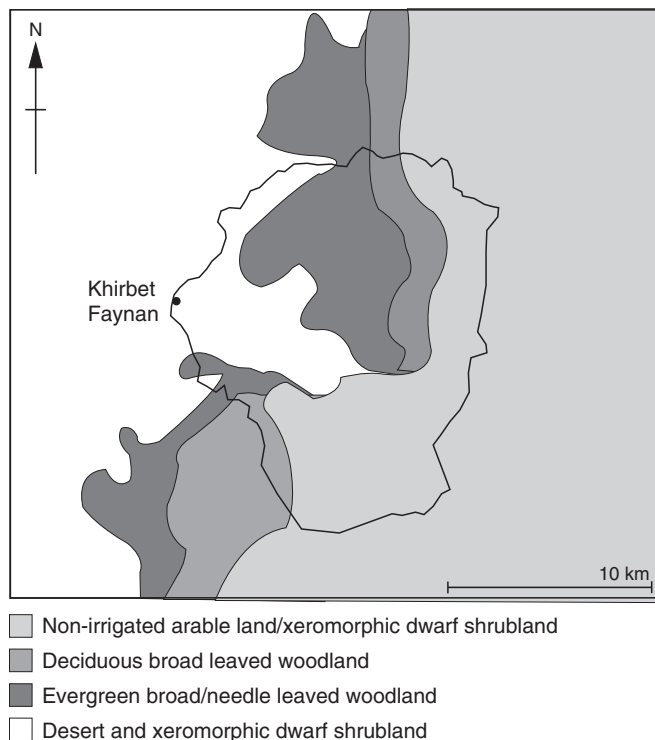 N
Khirbet
Faynan
10 km
Non-irrigated arable land/xeromorphic dwarf shrubland
Deciduous broad leaved woodland
Evergreen broad/needle leaved woodland
Desert and xeromorphic dwarf shrubland